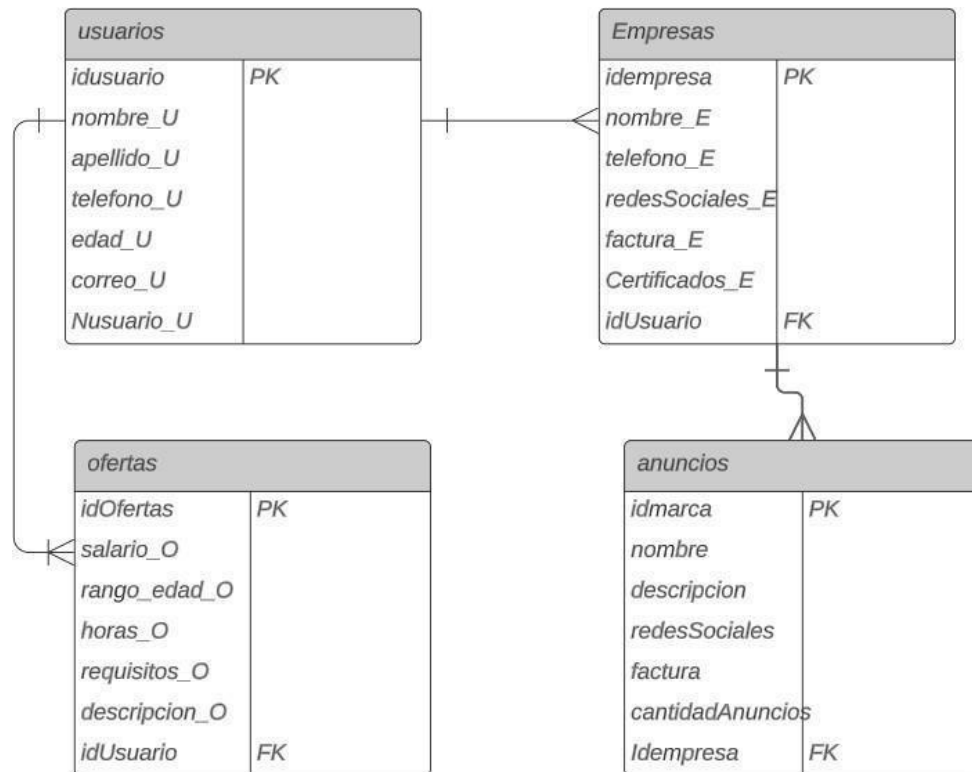 usuarios
idusuario PK
nombre_U
apellido_U
telefono_U
edad_U
correo_U
Nusuario_U
Empresas
idempresa PK
nombre_E
telefono_E
redesSociales_E
factura_E
Certificados_E
idUsuario FK
ofertas
idOfertas PK
salario_O
rango_edad_O
horas_O
requisitos_O
descripcion_O
idUsuario FK
anuncios
idmarca PK
nombre
descripcion
redesSociales
factura
cantidadAnuncios
Idempresa FK